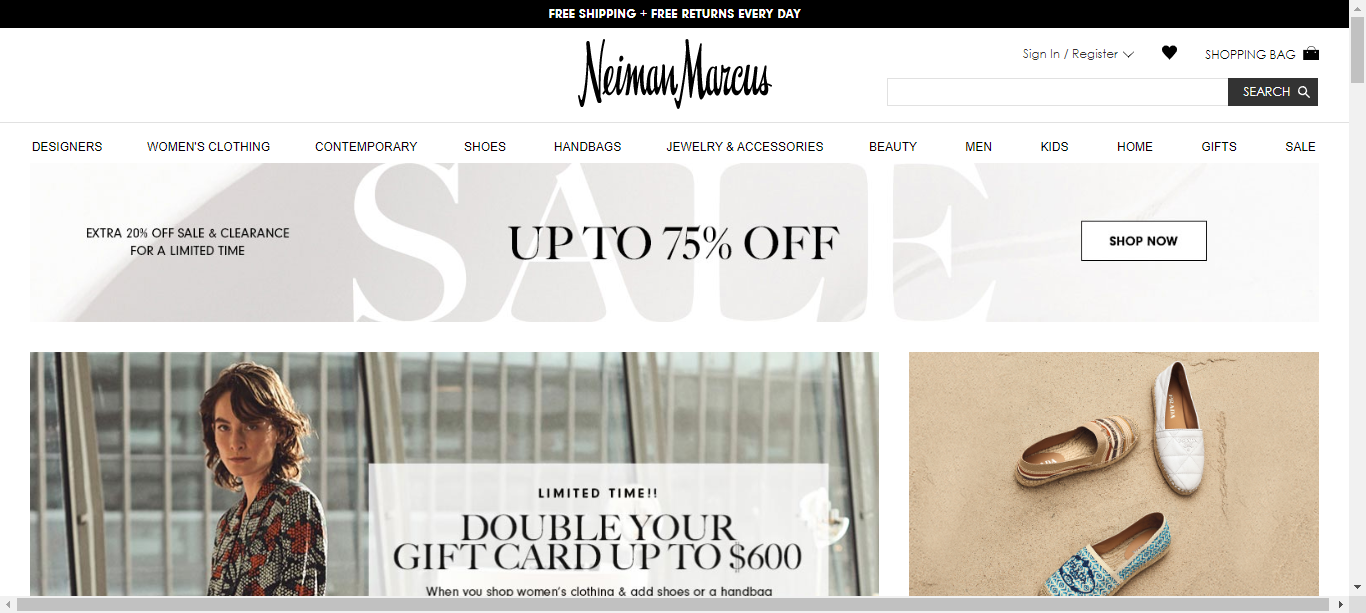 FREE SHIPPING + FREE RETURNS EVERY DAY
Neiman Marcus
Sign In / Register
SHOPPING BAG
SEARCH
DESIGNERS WOMEN'S CLOTHING CONTEMPORARY SHOES HANDBAGS JEWELRY & ACCESSORIES BEAUTY MEN KIDS HOME GIFTS SALE
SALE
EXTRA 20% OFF SALE & CLEARANCE
FOR A LIMITED TIME
UP TO 75% OFF
SHOP NOW
LIMITED TIME!!
DOUBLE YOUR
GIFT CARD UP TO $600
When you shop women's clothing & add shoes or a handbag
PRADA